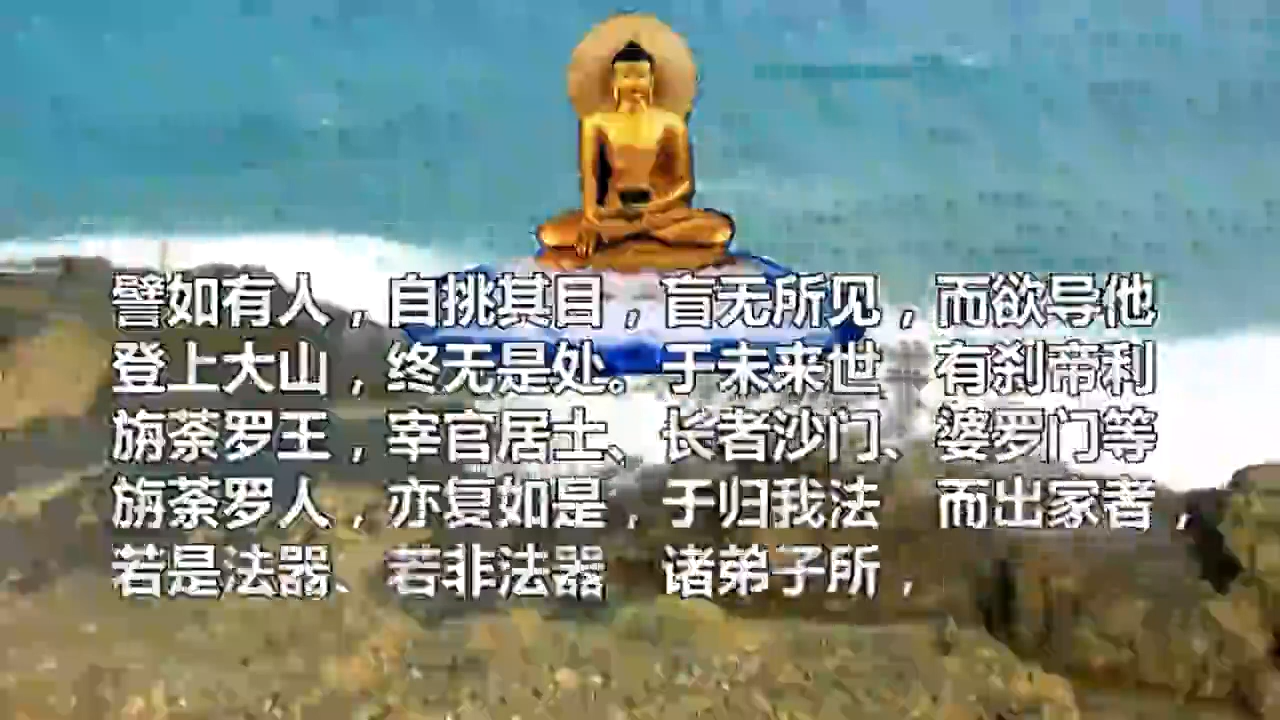 譬如有人，自挑其目，盲无所见，而欲导他
登上大山，终无是处。于未来世 有刹帝利
旃荼罗王，宰官居士、长者沙门、婆罗门等
旃荼罗人，亦复如是，于归我法 而出家者，
若是法器、若非法器 诸弟子所，